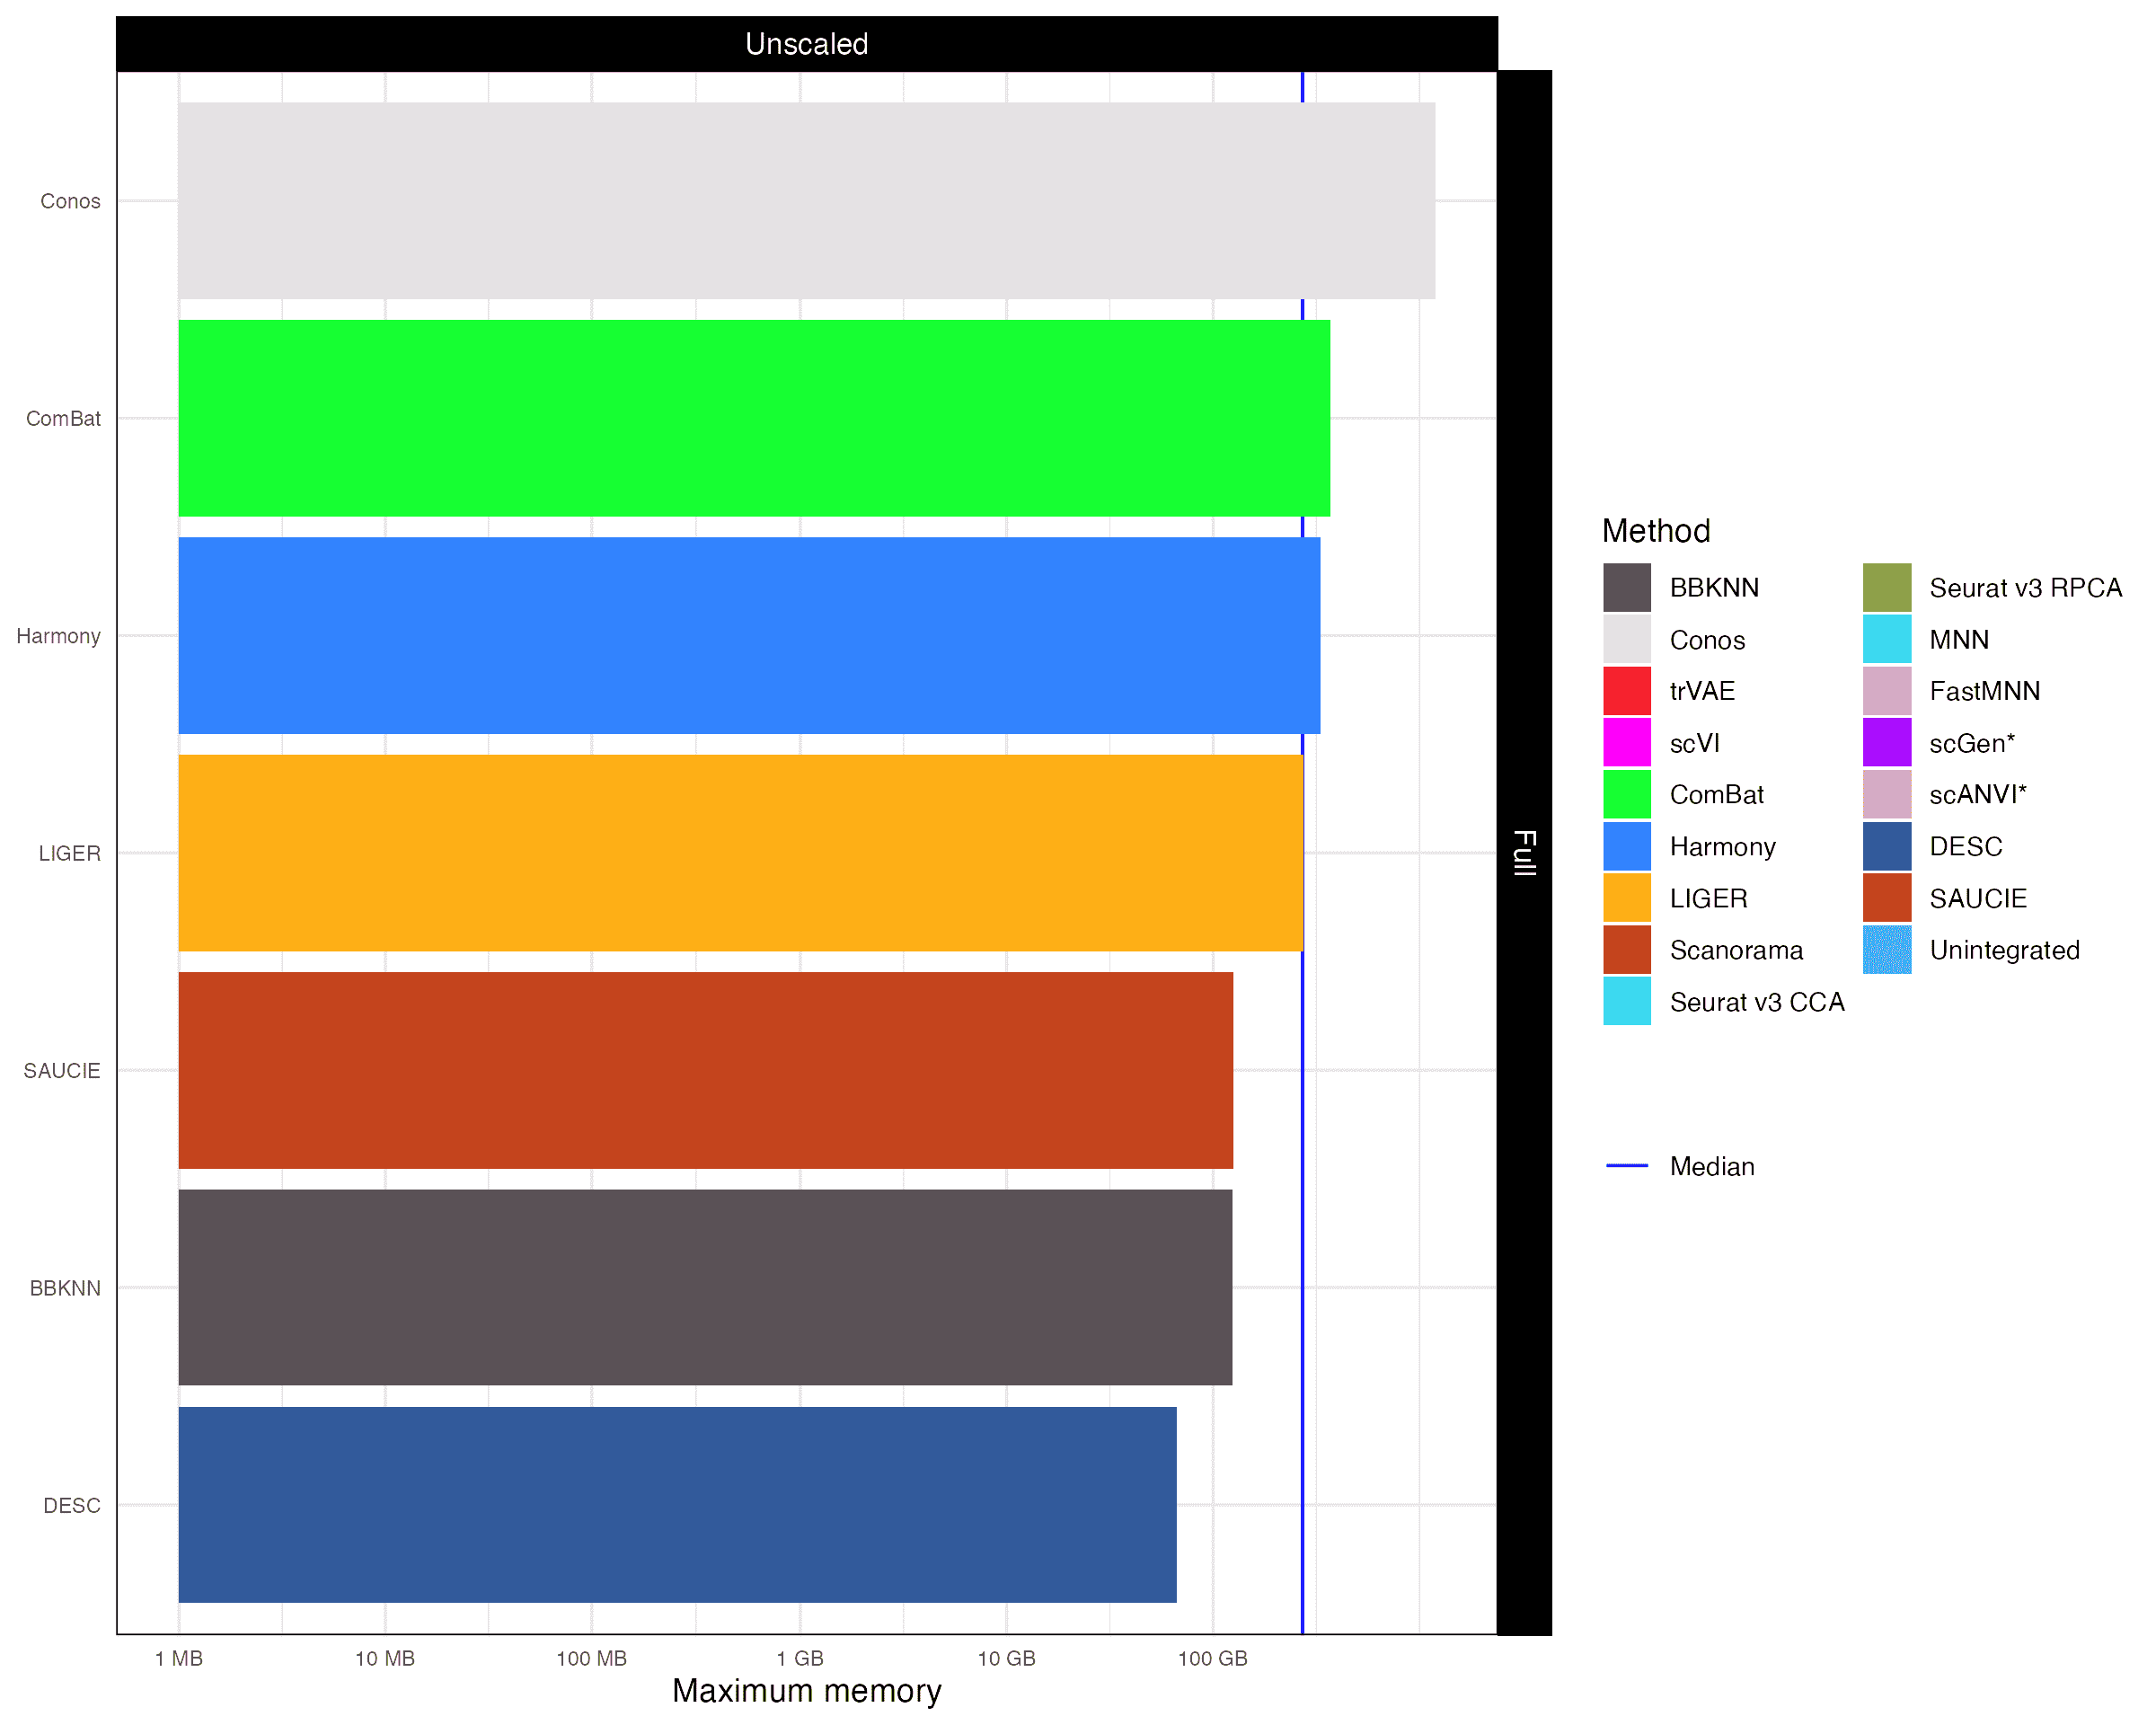 Unscaled
Conos
ComBat
Harmony
LIGER
SAUCIE
BBKNN
DESC
1 MB
10 MB
100 MB
1 GB
10 GB
100 GB
Maximum memory
Full
Method
BBKNN
Conos
trVAE
scVI
ComBat
Harmony
LIGER
Scanorama
Seurat v3 CCA
Seurat v3 RPCA
MNN
FastMNN
scGen*
scANVI*
DESC
SAUCIE
Unintegrated
Median